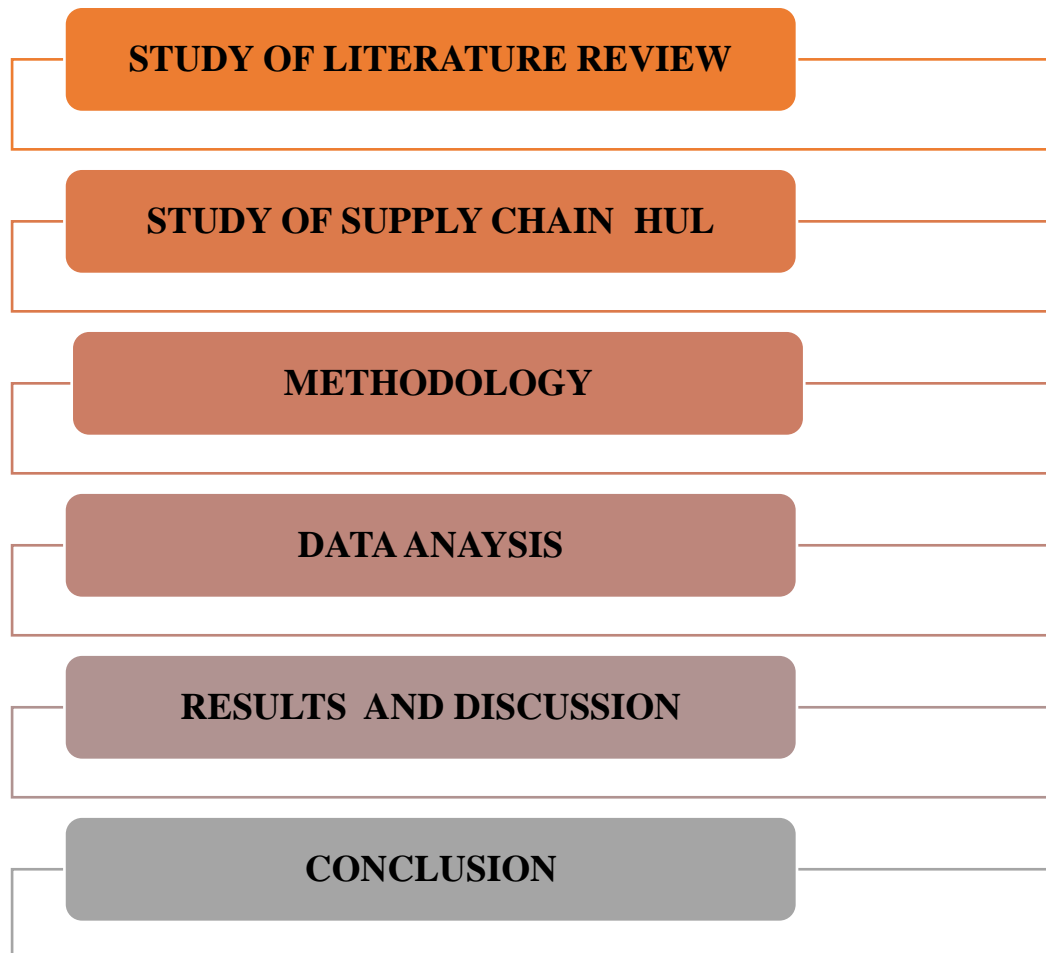 STUDY OF LITERATURE REVIEW
STUDY OF SUPPLY CHAIN  HUL
METHODOLOGY
DATA ANAYSIS
RESULTS  AND DISCUSSION
CONCLUSION